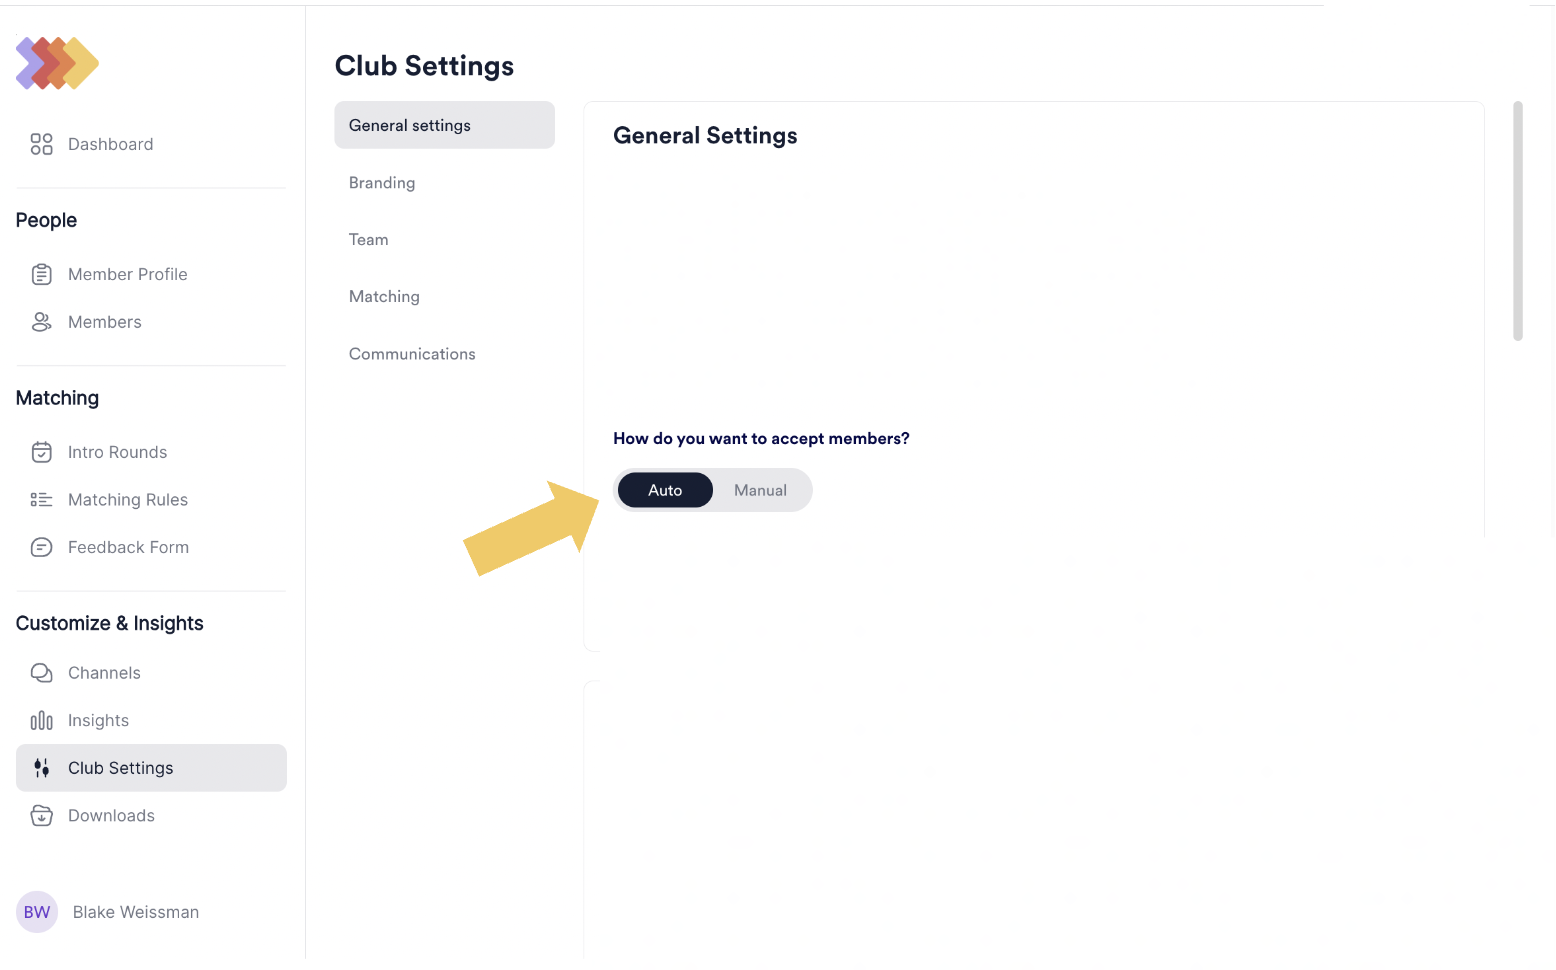 Club Settings
Dashboard
People
Member Profile
Members
Matching
Intro Rounds
Matching Rules
Feedback Form
Customize & Insights
Channels
Insights
Club Settings
Downloads
BW Blake Weissman
General settings
Branding
Team
Matching
Communications
General Settings
How do you want to accept members?
Auto Manual